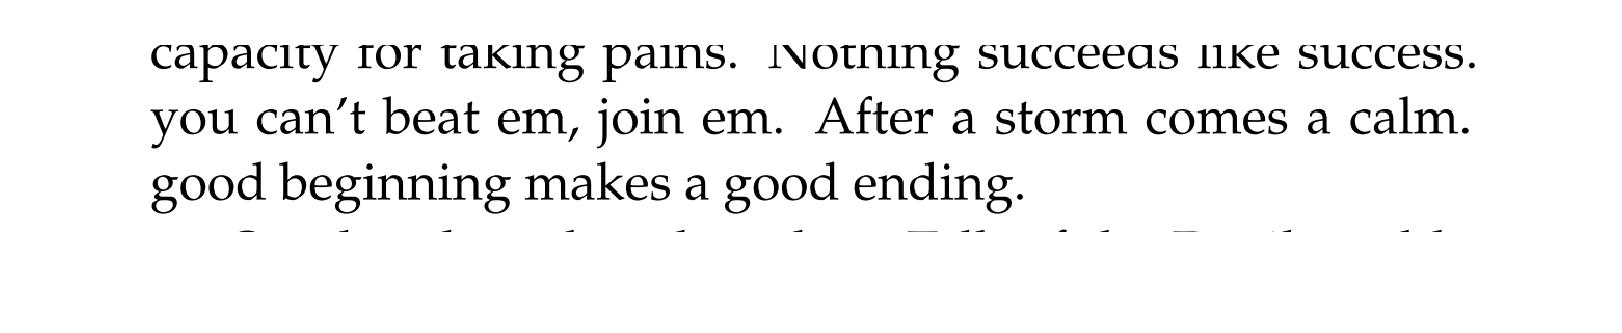 capacity for taking pains. Nothing succeeds like success.
you can't beat em, join em. After a storm comes a calm.
good beginning makes a good ending.